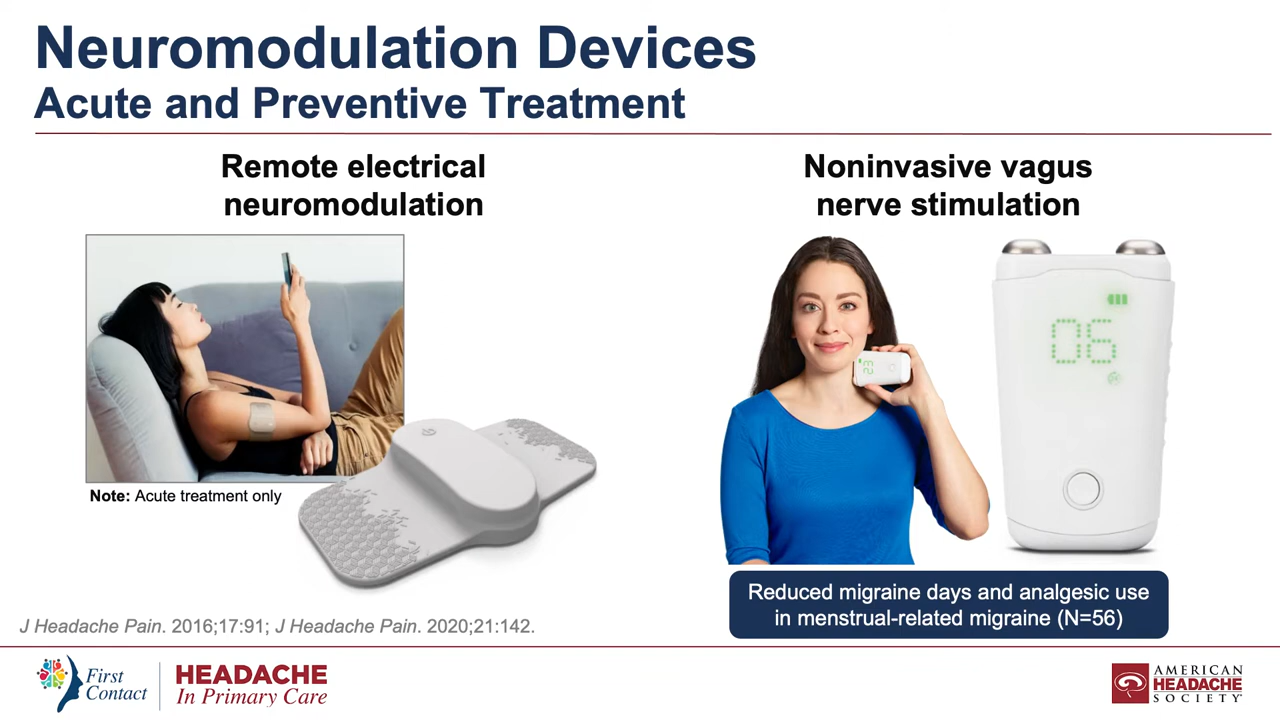 Neuromodulation Devices
Acute and Preventive Treatment
Remote electrical
neuromodulation
Note: Acute treatment only
Noninvasive vagus
nerve stimulation
06
Reduced migraine days and analgesic use
in menstrual-related migraine (N=56)
J Headache Pain. 2016;17:91; J Headache Pain. 2020;21:142.
First
Contact
HEADACHE
In Primary Care
AMERICAN
HEADACHE
SOCIETY